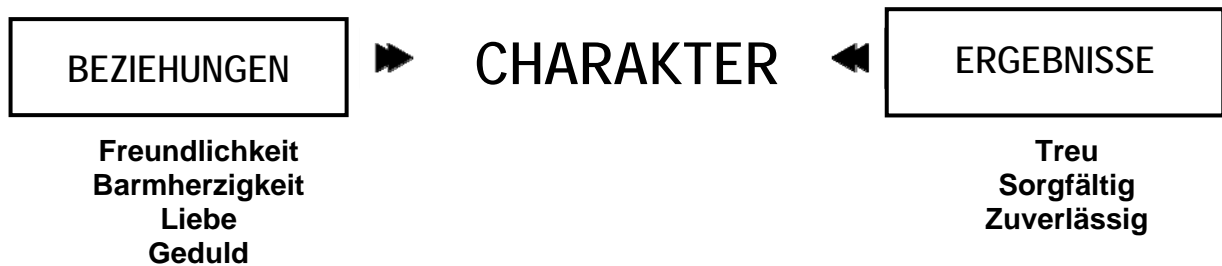 BEZIEHUNGEN
CHARAKTER
ERGEBNISSE
Freundlichkeit
Barmherzigkeit
Liebe
Geduld
Treu
Sorgfältig
Zuverlässig